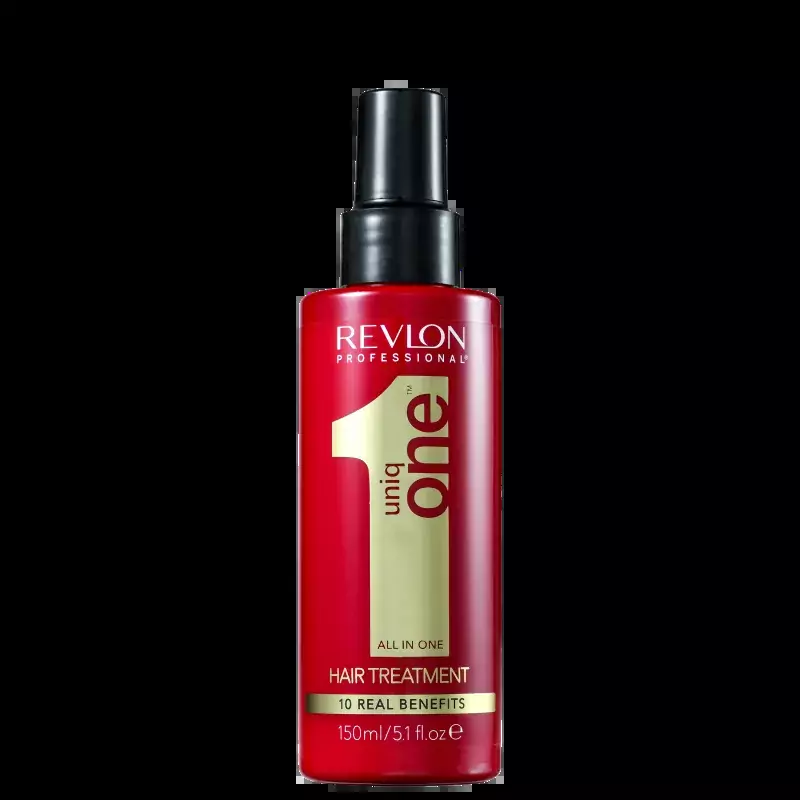 REVLON
PROFESSIONAL®
1
uniq
one™
ALL IN ONE
HAIR TREATMENT
10 REAL BENEFITS
150ml/5.1 fl.oz℮